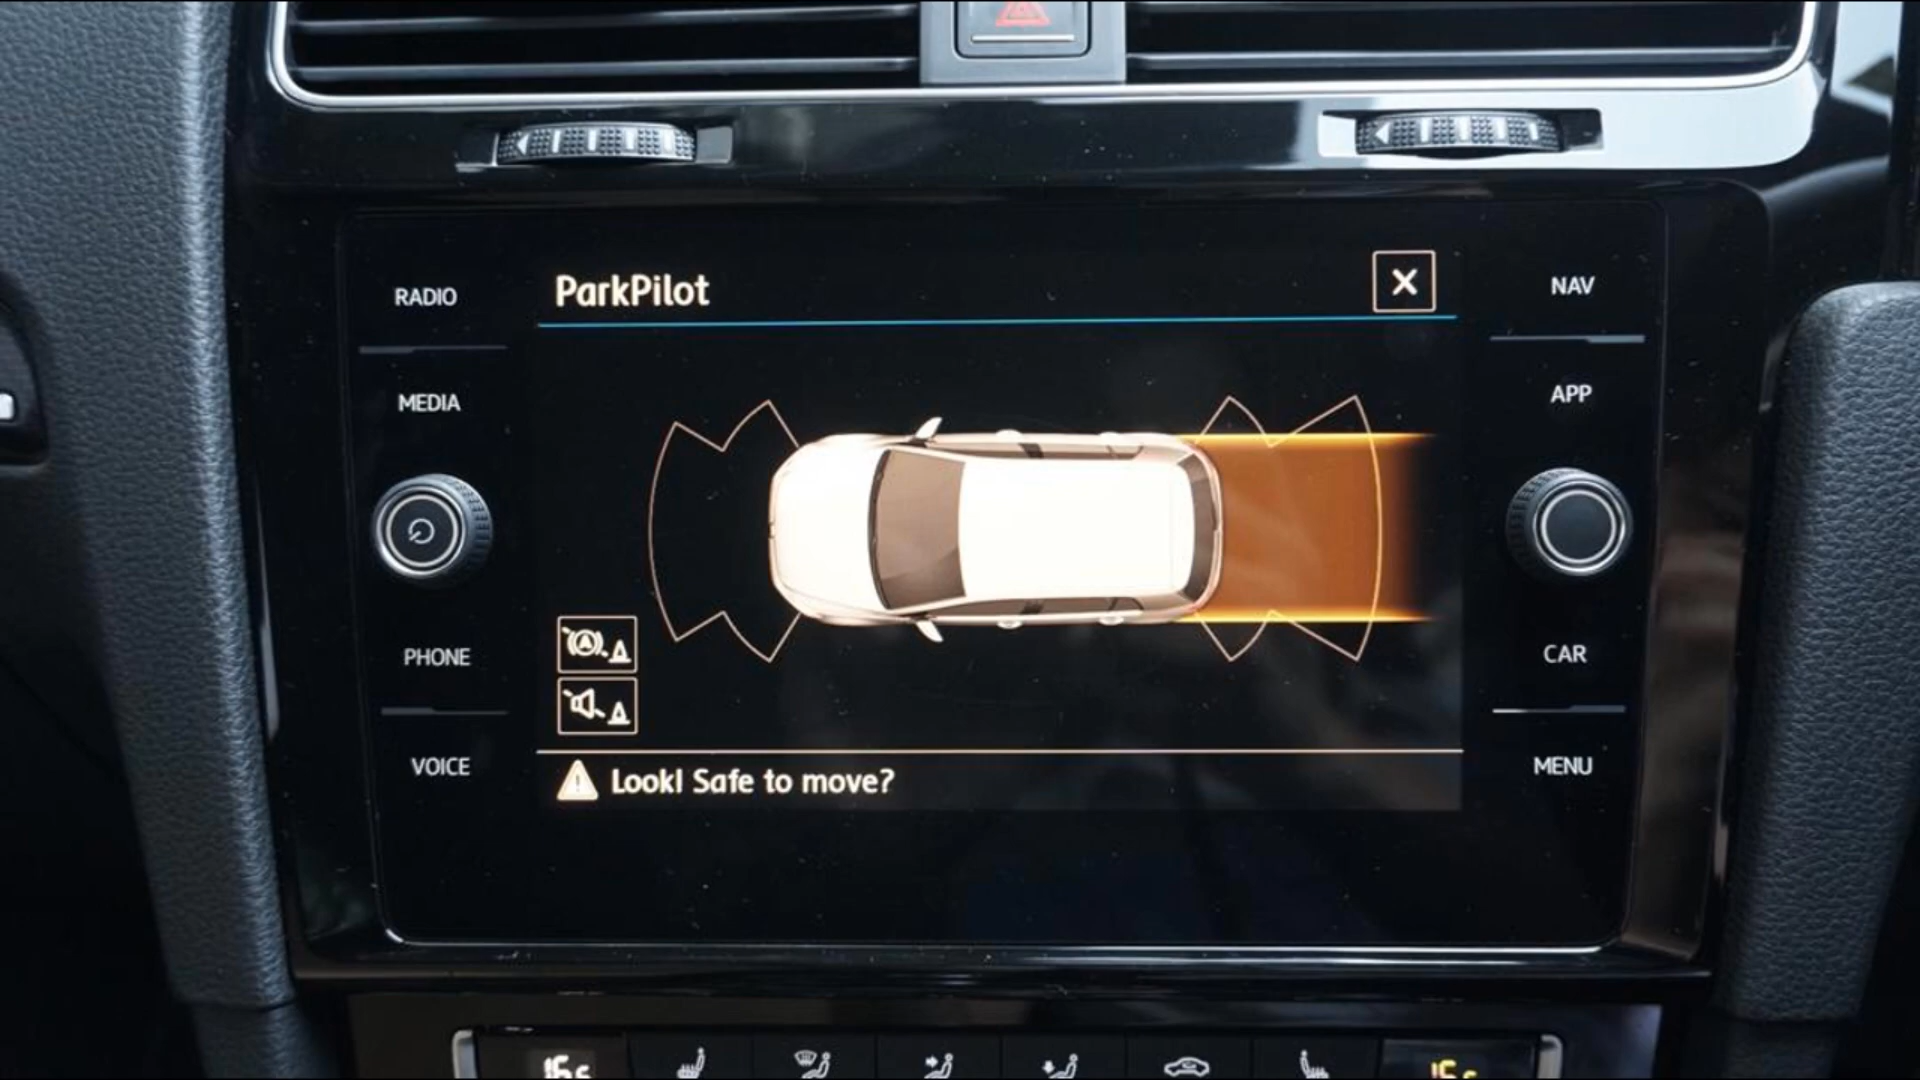 ParkPilot
X
RADIO
MEDIA
PHONE
VOICE
NAV
APP
CAR
MENU
Look! Safe to move?